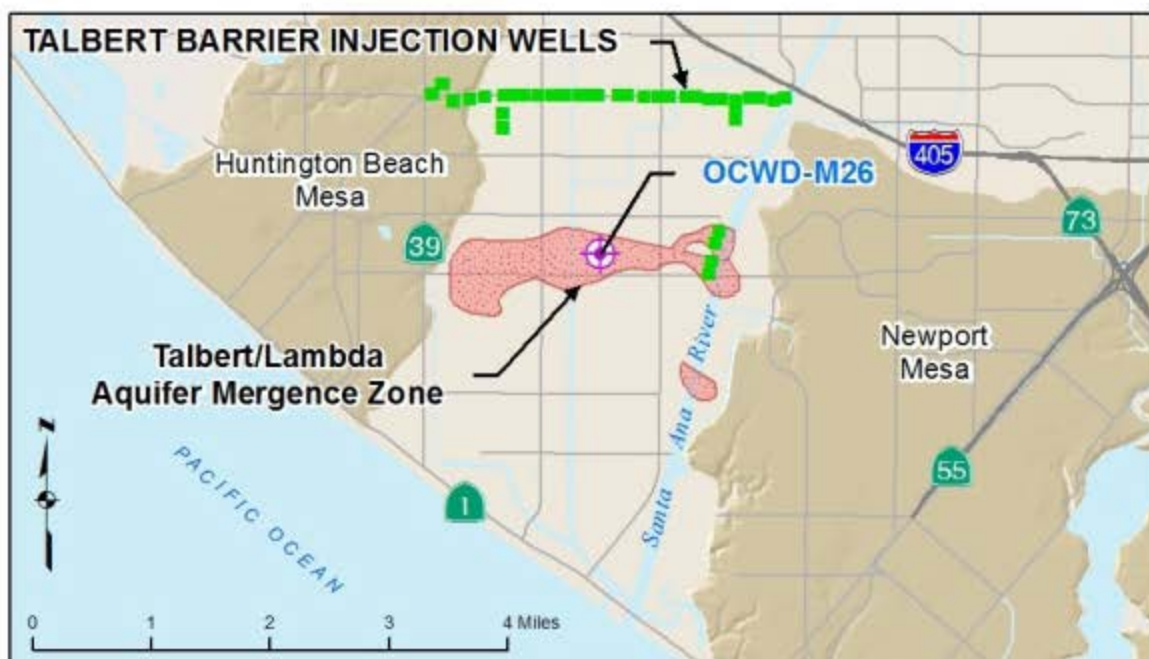 TALBERT BARRIER INJECTION WELLS
405
Huntington Beach
Mesa
OCWD-M26
73
39
Talbert/Lambda
Aquifer Mergence Zone
Newport
Mesa
Santa Ana River
N
PACIFIC OCEAN
1
55
0 1 2 3 4 Miles